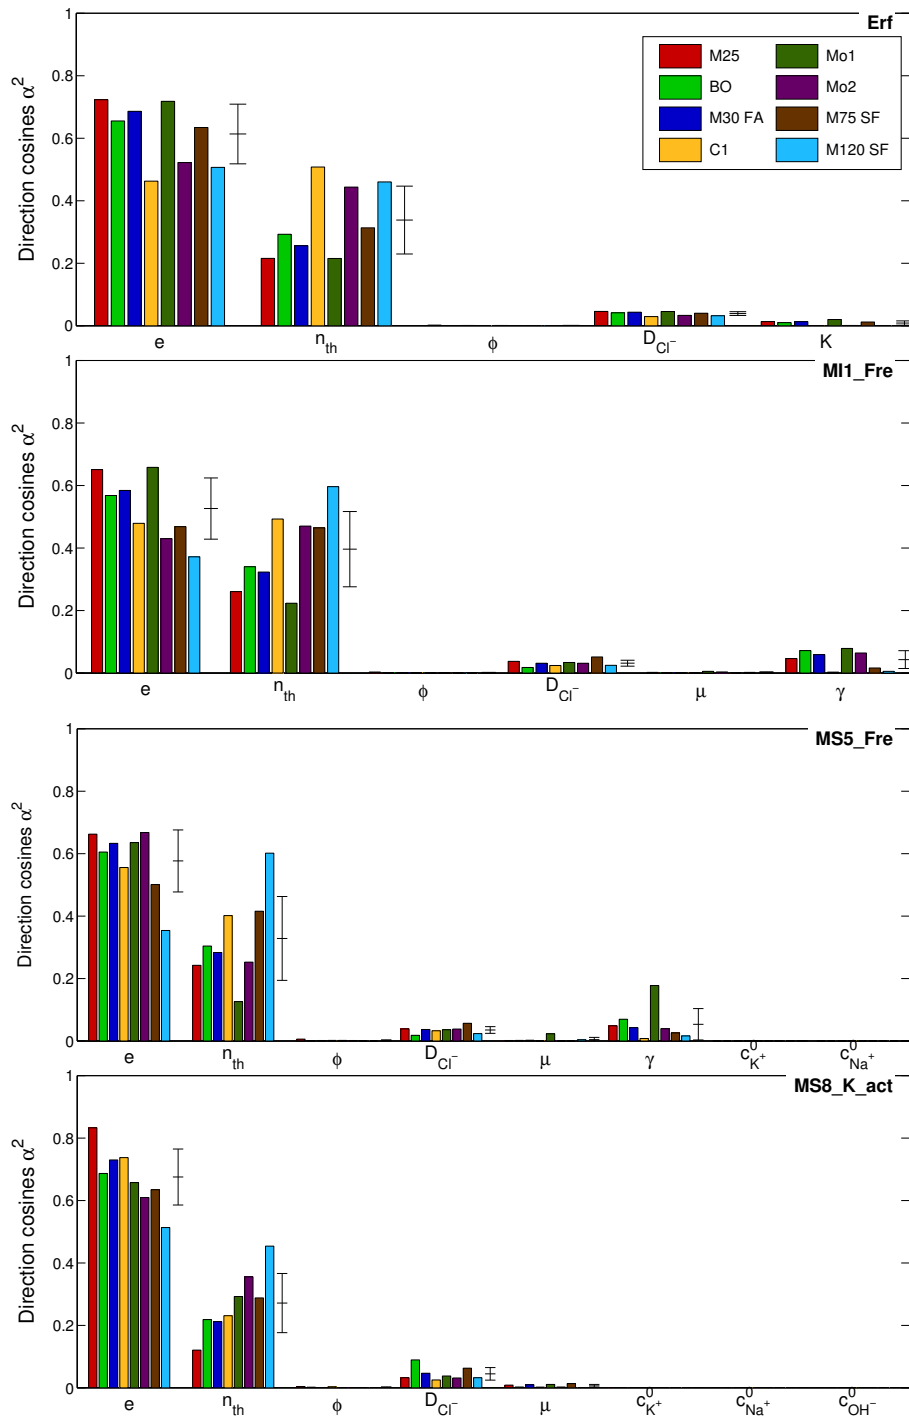 Erf
M25 Mo1
BO Mo2
M30 FA M75 SF
C1 M120 SF
Direction cosines α²
1
0.8
0.6
0.4
0.2
0
e n_th ϕ D_Cl⁻ K
MI1_Fre
Direction cosines α²
1
0.8
0.6
0.4
0.2
0
e n_th ϕ D_Cl⁻ μ γ
MS5_Fre
Direction cosines α²
1
0.8
0.6
0.4
0.2
0
e n_th ϕ D_Cl⁻ μ γ c⁰_K⁺ c⁰_Na⁺
MS8_K_act
Direction cosines α²
1
0.8
0.6
0.4
0.2
0
e n_th ϕ D_Cl⁻ μ c⁰_K⁺ c⁰_Na⁺ c⁰_OH⁻